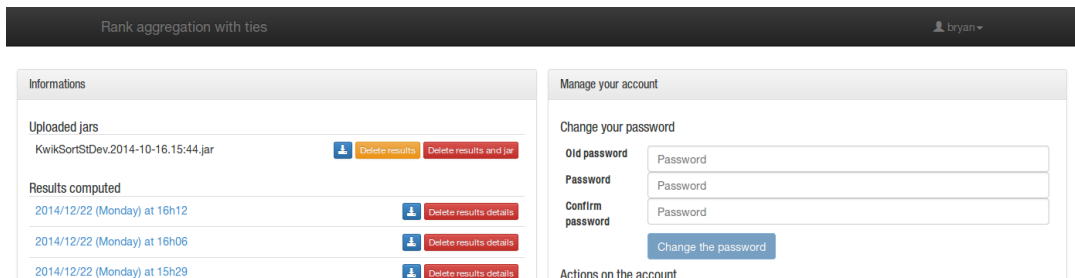 Rank aggregation with ties
bryan
Informations
Uploaded jars
KwikSortStDev.2014-10-16.15:44.jar
Delete results
Delete results and jar
Results computed
2014/12/22 (Monday) at 16h12
Delete results details
2014/12/22 (Monday) at 16h06
Delete results details
2014/12/22 (Monday) at 15h29
Delete results details
Manage your account
Change your password
Old password
Password
Password
Password
Confirm
password
Password
Change the password
Actions on the account